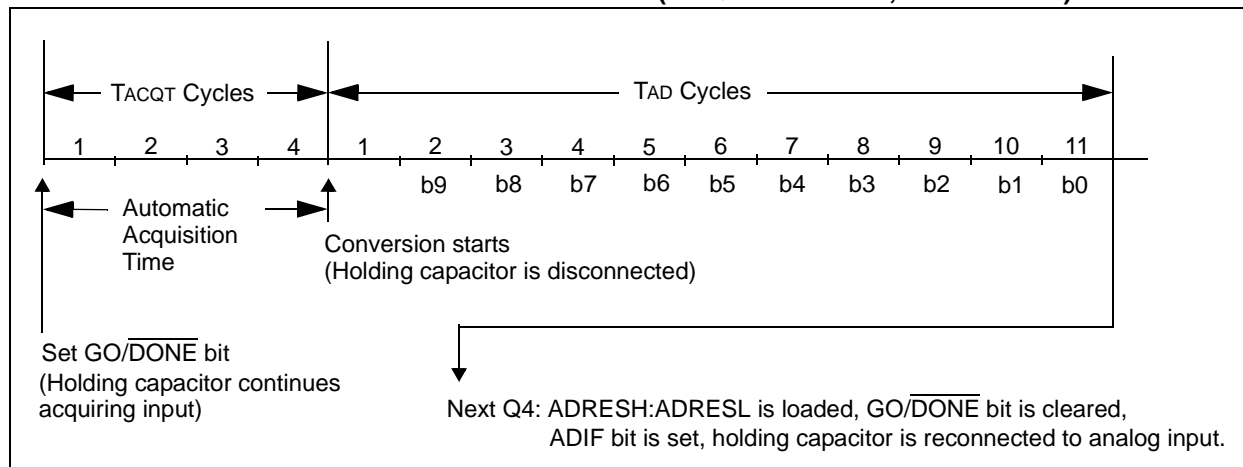 TACQT Cycles
TAD Cycles
1 2 3 4 1 2 3 4 5 6 7 8 9 10 11
b9 b8 b7 b6 b5 b4 b3 b2 b1 b0
Automatic
Acquisition
Time
Conversion starts
(Holding capacitor is disconnected)
Set GO/DONE bit
(Holding capacitor continues
acquiring input)
Next Q4: ADRESH:ADRESL is loaded, GO/DONE bit is cleared,
ADIF bit is set, holding capacitor is reconnected to analog input.